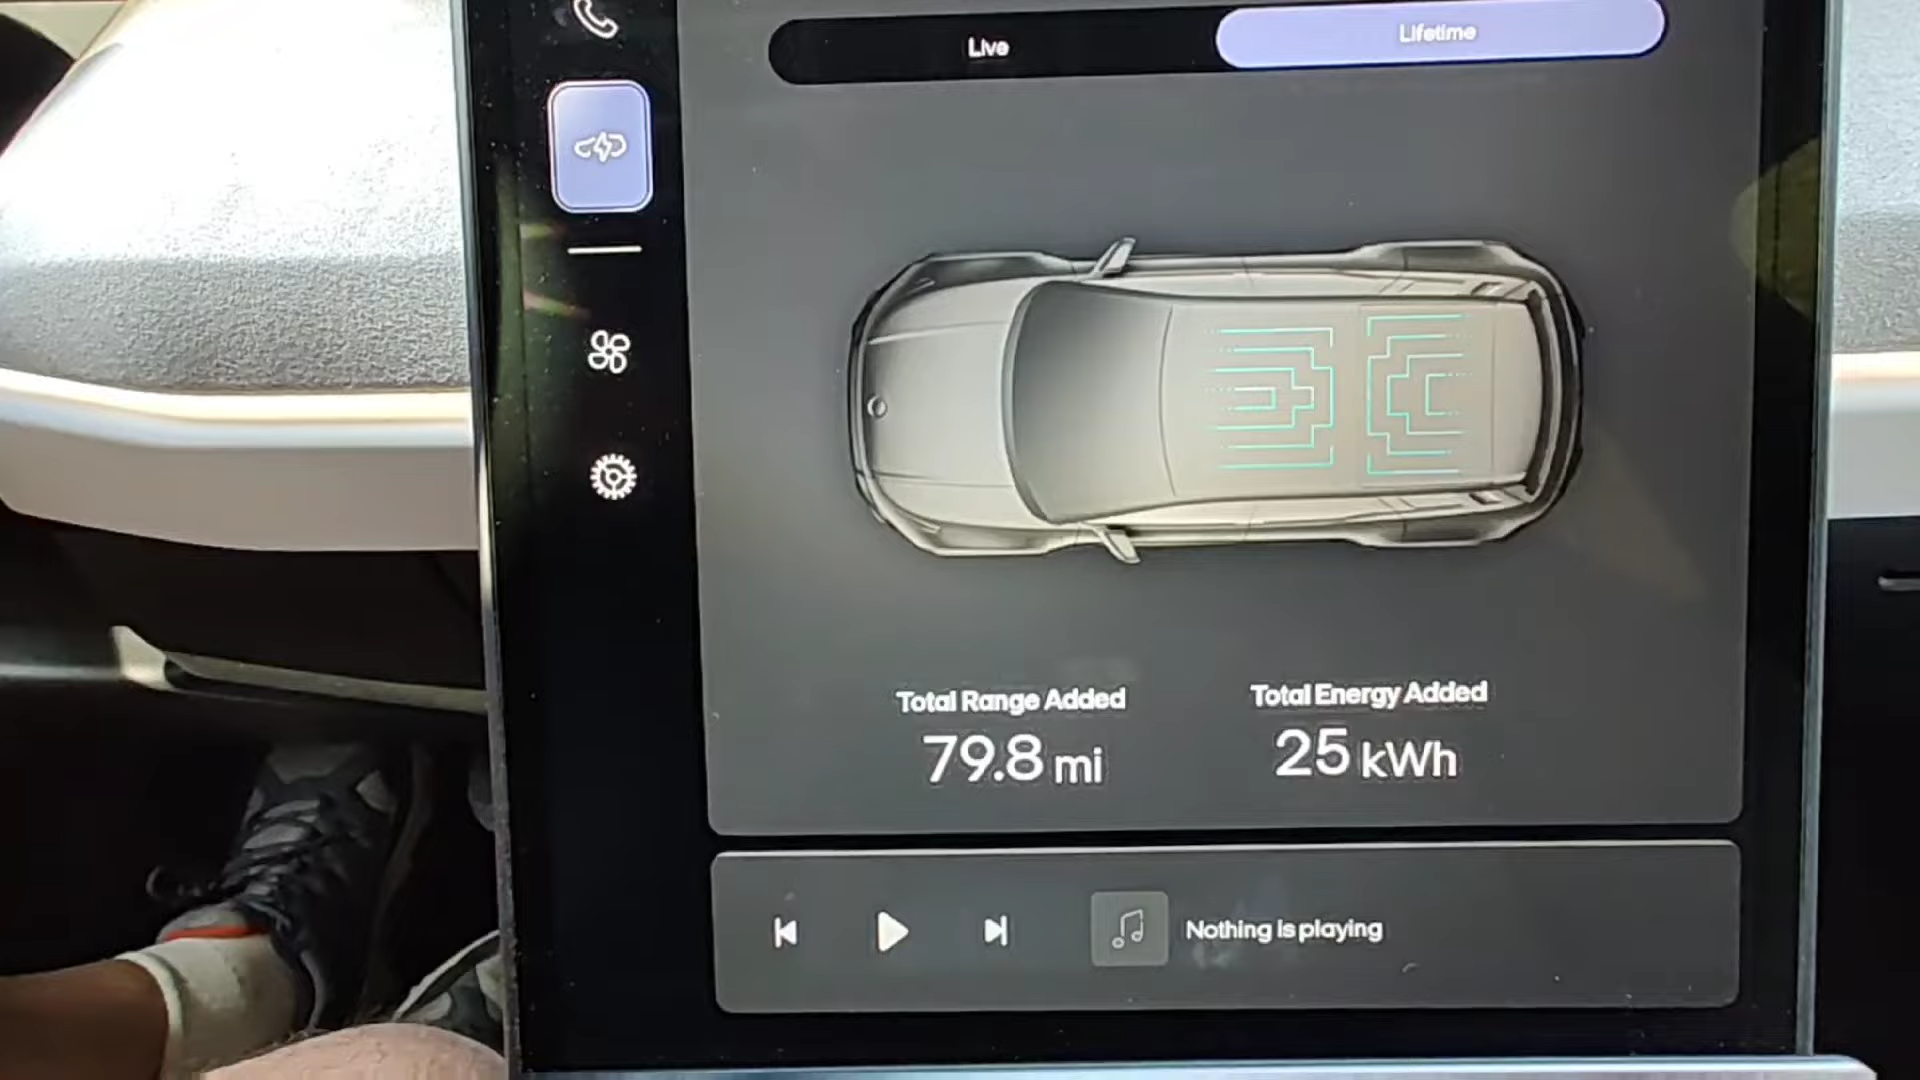 Live
Lifetime
Total Range Added
79.8 mi
Total Energy Added
25 kWh
Nothing is playing